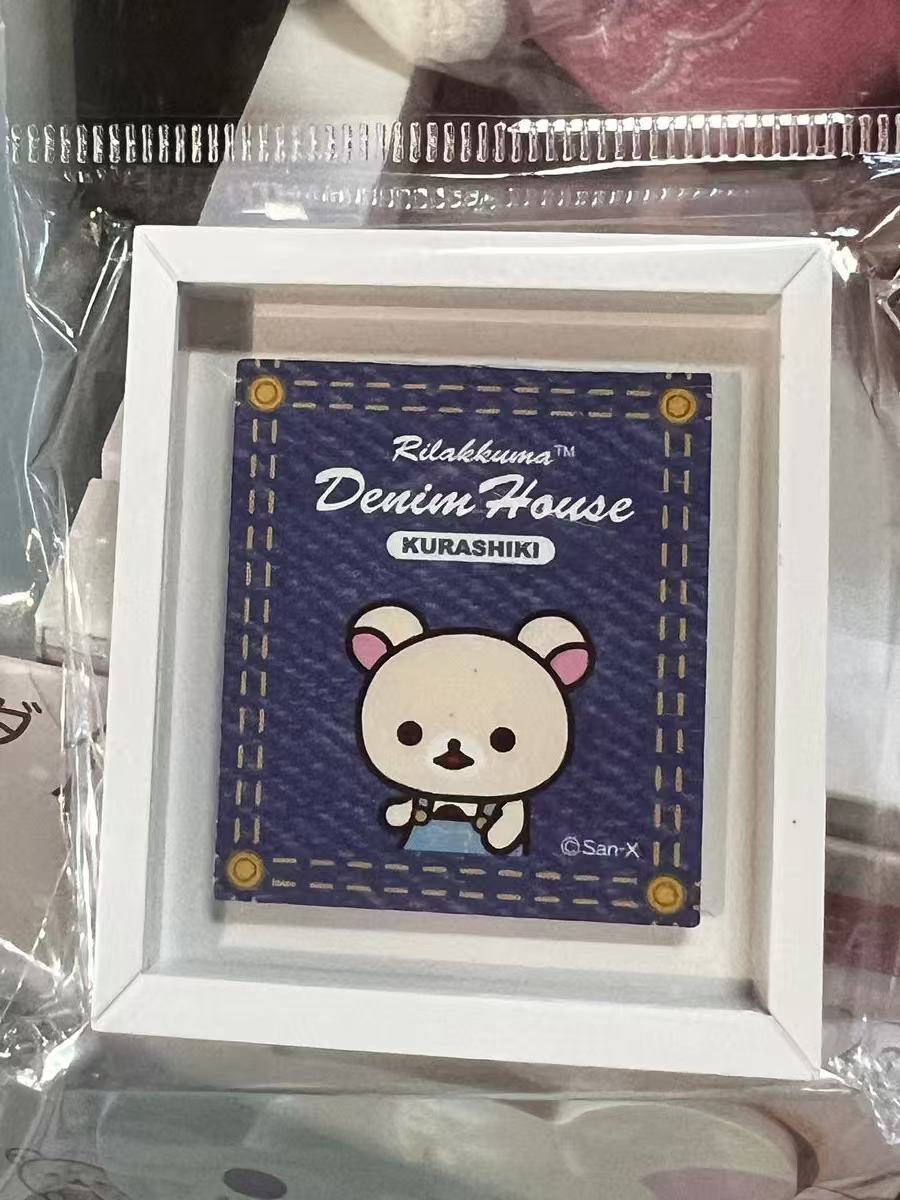 Rilakkuma™
Denim House
KURASHIKI
©San-X